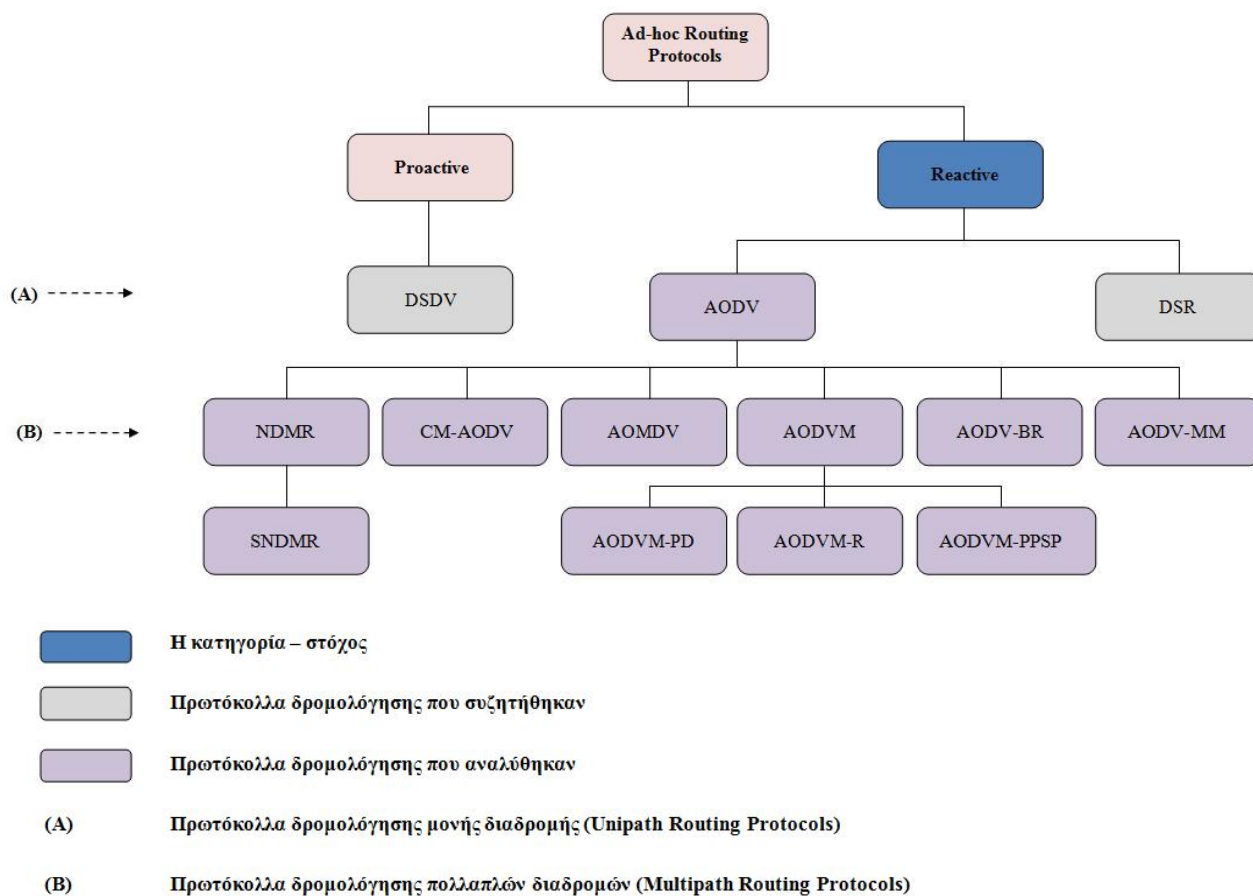 Ad-hoc Routing
Protocols
Proactive
Reactive
(A)
DSDV
AODV
DSR
(B)
NDMR
CM-AODV
AOMDV
AODVM
AODV-BR
AODV-MM
SNDMR
AODVM-PD
AODVM-R
AODVM-PPSP
Η κατηγορία – στόχος
Πρωτόκολλα δρομολόγησης που συζητήθηκαν
Πρωτόκολλα δρομολόγησης που αναλύθηκαν
(A) Πρωτόκολλα δρομολόγησης μονής διαδρομής (Unipath Routing Protocols)
(B) Πρωτόκολλα δρομολόγησης πολλαπλών διαδρομών (Multipath Routing Protocols)